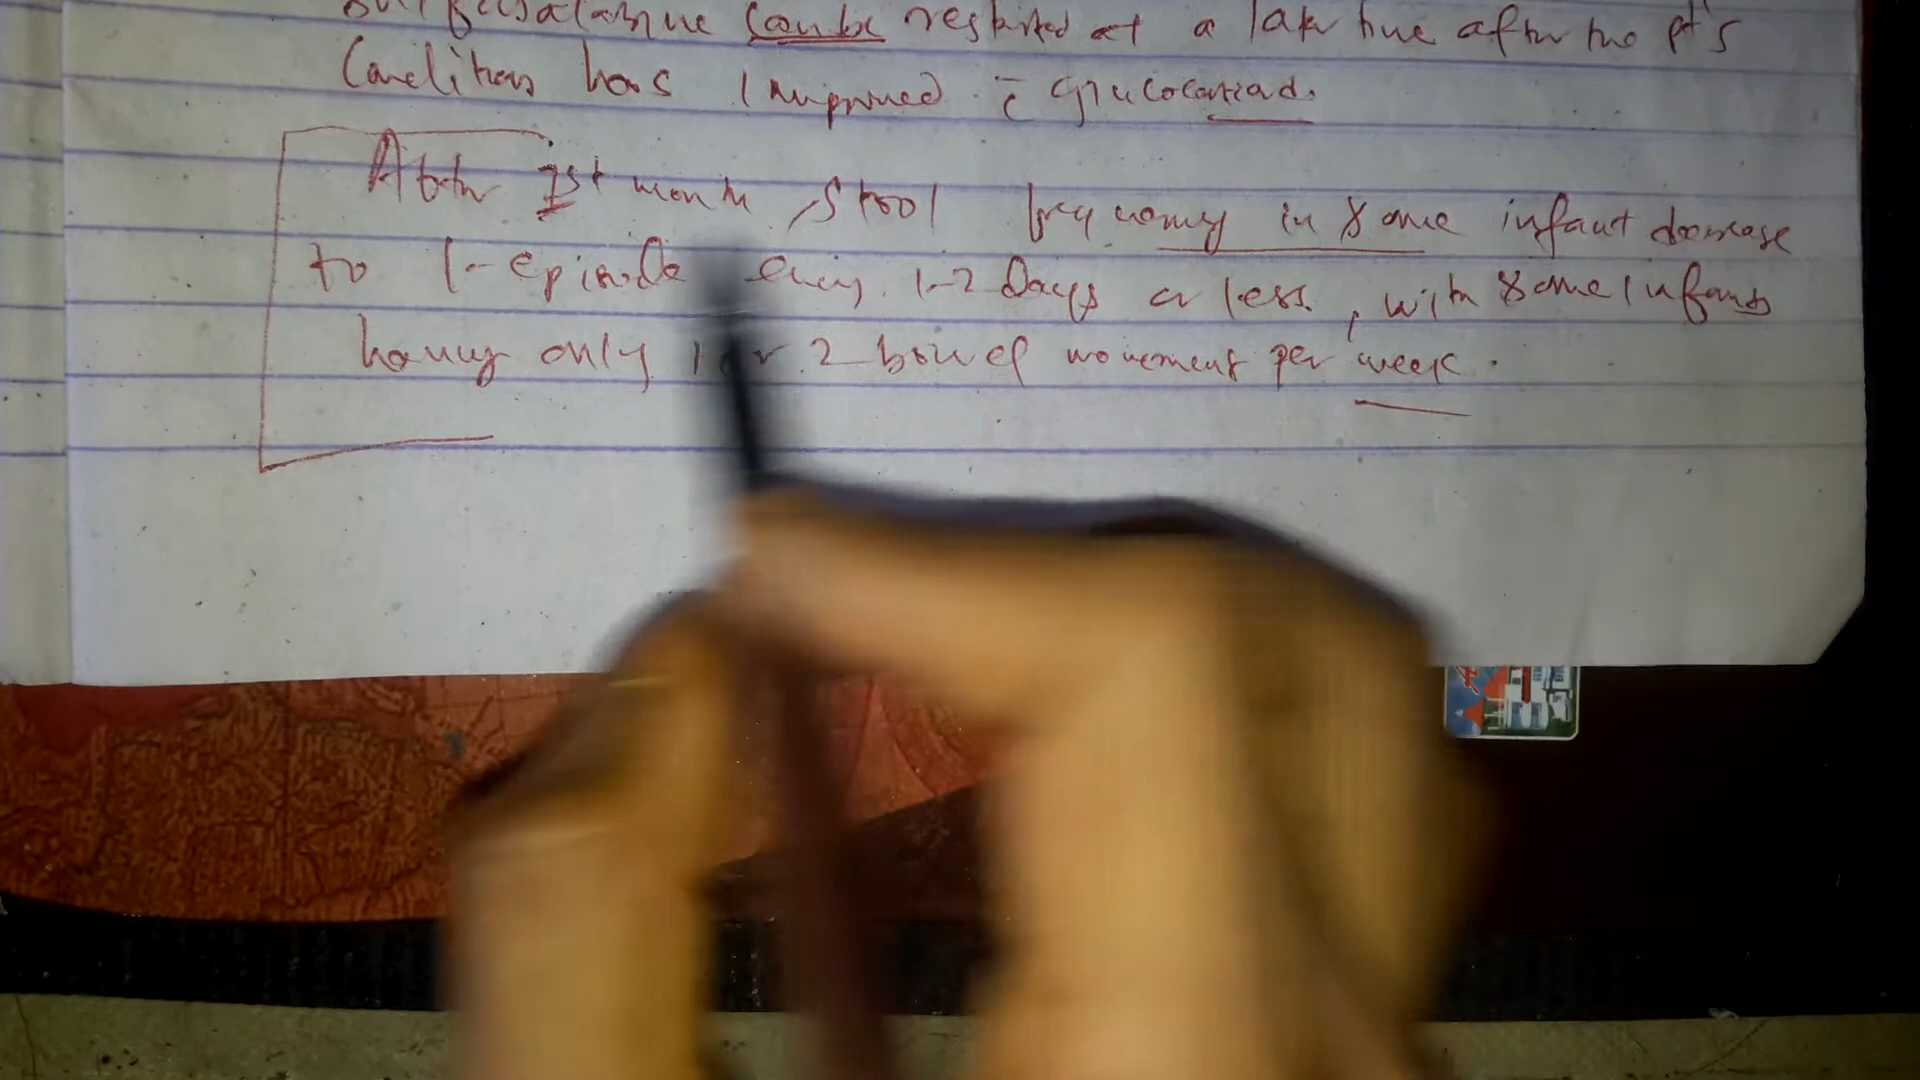 Sulfasalazine can be restarted at a later time after the pt's
Condition has improved c̄ Glucocorticoid.
After 1st month, Stool frequency in some infant decrease
to 1-episode every 1-2 Days or less, with some infants
having only 1 or 2 bowel movement per week.